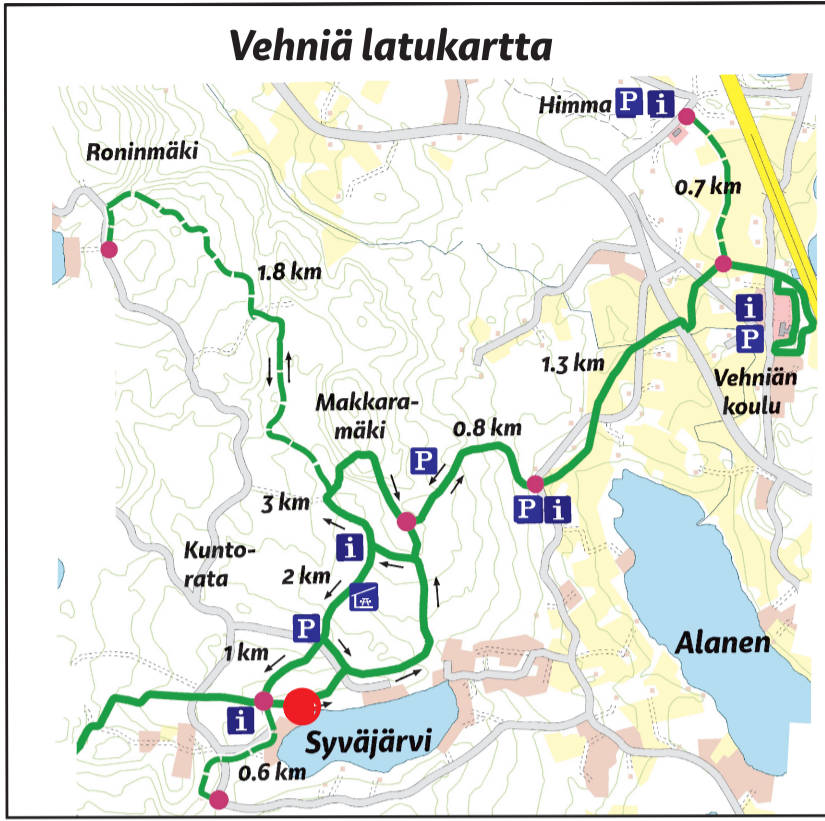 Vehniä latukartta
Himma P i
Roninmäki
0.7 km
1.8 km
i
P
1.3 km
Vehniän
koulu
Makkara-
mäki
0.8 km
P
3 km
P i
i
Kunto-
rata
2 km
P
1 km
Alanen
i
Syväjärvi
0.6 km